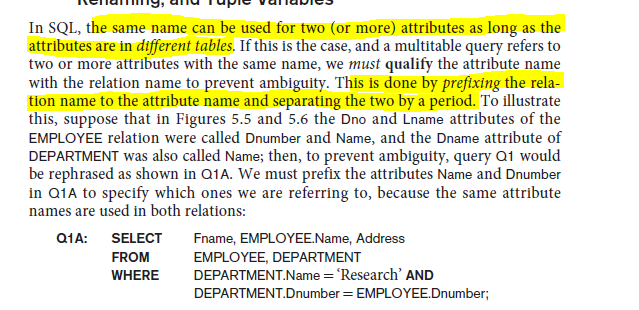 Renaming, and Tuple Variables
In SQL, the same name can be used for two (or more) attributes as long as the
attributes are in different tables. If this is the case, and a multitable query refers to
two or more attributes with the same name, we must qualify the attribute name
with the relation name to prevent ambiguity. This is done by prefixing the rela-
tion name to the attribute name and separating the two by a period. To illustrate
this, suppose that in Figures 5.5 and 5.6 the Dno and Lname attributes of the
EMPLOYEE relation were called Dnumber and Name, and the Dname attribute of
DEPARTMENT was also called Name; then, to prevent ambiguity, query Q1 would
be rephrased as shown in Q1A. We must prefix the attributes Name and Dnumber
in Q1A to specify which ones we are referring to, because the same attribute
names are used in both relations:
Q1A: SELECT Fname, EMPLOYEE.Name, Address
FROM EMPLOYEE, DEPARTMENT
WHERE DEPARTMENT.Name = ‘Research’ AND
DEPARTMENT.Dnumber = EMPLOYEE.Dnumber;